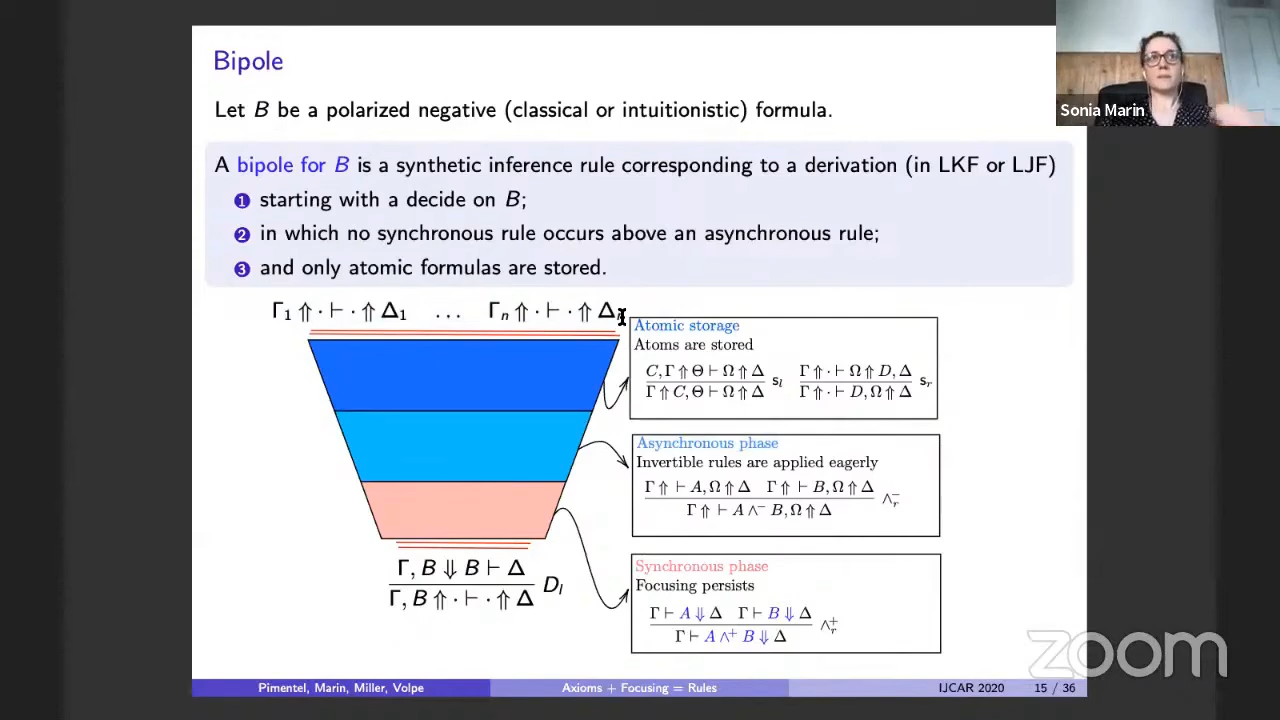 Bipole
Let B be a polarized negative (classical or intuitionistic) formula.
A bipole for B is a synthetic inference rule corresponding to a derivation (in LKF or LJF)
1 starting with a decide on B;
2 in which no synchronous rule occurs above an asynchronous rule;
3 and only atomic formulas are stored.
Γ₁ ⇑ · ⊢ · ⇑ Δ₁ … Γₙ ⇑ · ⊢ · ⇑ Δₙ
Atomic storage
Atoms are stored
C, Γ ⇑ Θ ⊢ Ω ⇑ Δ
Γ ⇑ C, Θ ⊢ Ω ⇑ Δ
sₗ
Γ ⇑ · ⊢ Ω ⇑ D, Δ
Γ ⇑ · ⊢ D, Ω ⇑ Δ
sᵣ
Asynchronous phase
Invertible rules are applied eagerly
Γ ⇑ ⊢ A, Ω ⇑ Δ Γ ⇑ ⊢ B, Ω ⇑ Δ
Γ ⇑ ⊢ A ∧⁻ B, Ω ⇑ Δ
∧ᵣ⁻
Γ, B ⇓ B ⊢ Δ
Γ, B ⇑ · ⊢ · ⇑ Δ
Dₗ
Synchronous phase
Focusing persists
Γ ⊢ A ⇓ Δ Γ ⊢ B ⇓ Δ
Γ ⊢ A ∧⁺ B ⇓ Δ
∧ᵣ⁺
Pimentel, Marin, Miller, Volpe
Axioms + Focusing = Rules
IJCAR 2020 15 / 36
Sonia Marin
zoom